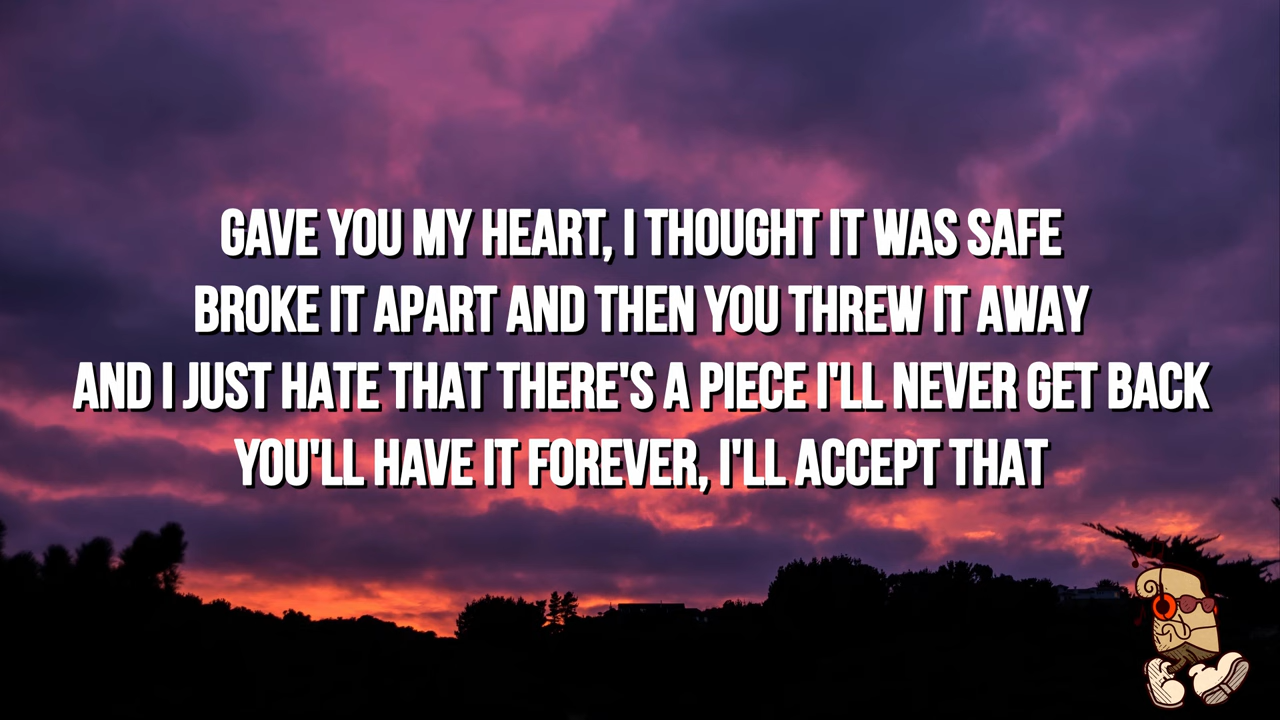 GAVE YOU MY HEART, I THOUGHT IT WAS SAFE
BROKE IT APART AND THEN YOU THREW IT AWAY
AND I JUST HATE THAT THERE'S A PIECE I'LL NEVER GET BACK
YOU'LL HAVE IT FOREVER, I'LL ACCEPT THAT